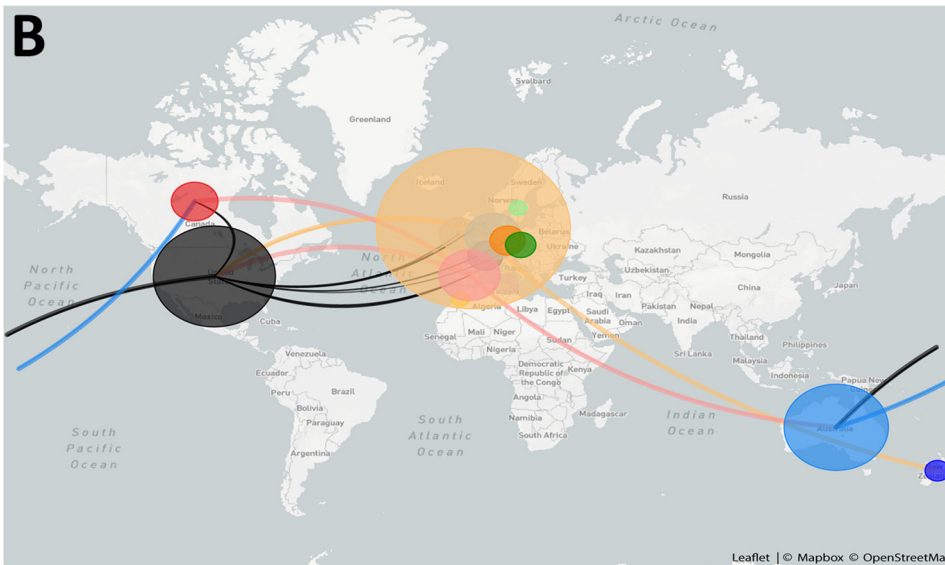 B
Arctic Ocean
Svalbard
Greenland
Iceland
Sweden
Norway
Russia
Canada
Belarus
Ukraine
Kazakhstan
Mongolia
North
Pacific
Ocean
United
States
North
Atlantic
Ocean
Uzbekistan
Turkey
China
Japan
Iraq
Iran
Algeria
Libya
Egypt
Saudi
Arabia
Pakistan
Nepal
Mexico
Cuba
Oman
India
Mali
Niger
Senegal
Sudan
Yemen
Thailand
Philippines
Nigeria
Venezuela
Sri Lanka
Malaysia
Ecuador
Democratic
Republic of
the Congo
Kenya
Indonesia
Papua New
Peru
Brazil
Angola
Bolivia
Namibia
Madagascar
South
Pacific
Ocean
Paraguay
South
Atlantic
Ocean
Indian
Ocean
Australia
South Africa
Argentina
Leaflet | © Mapbox © OpenStreetMa